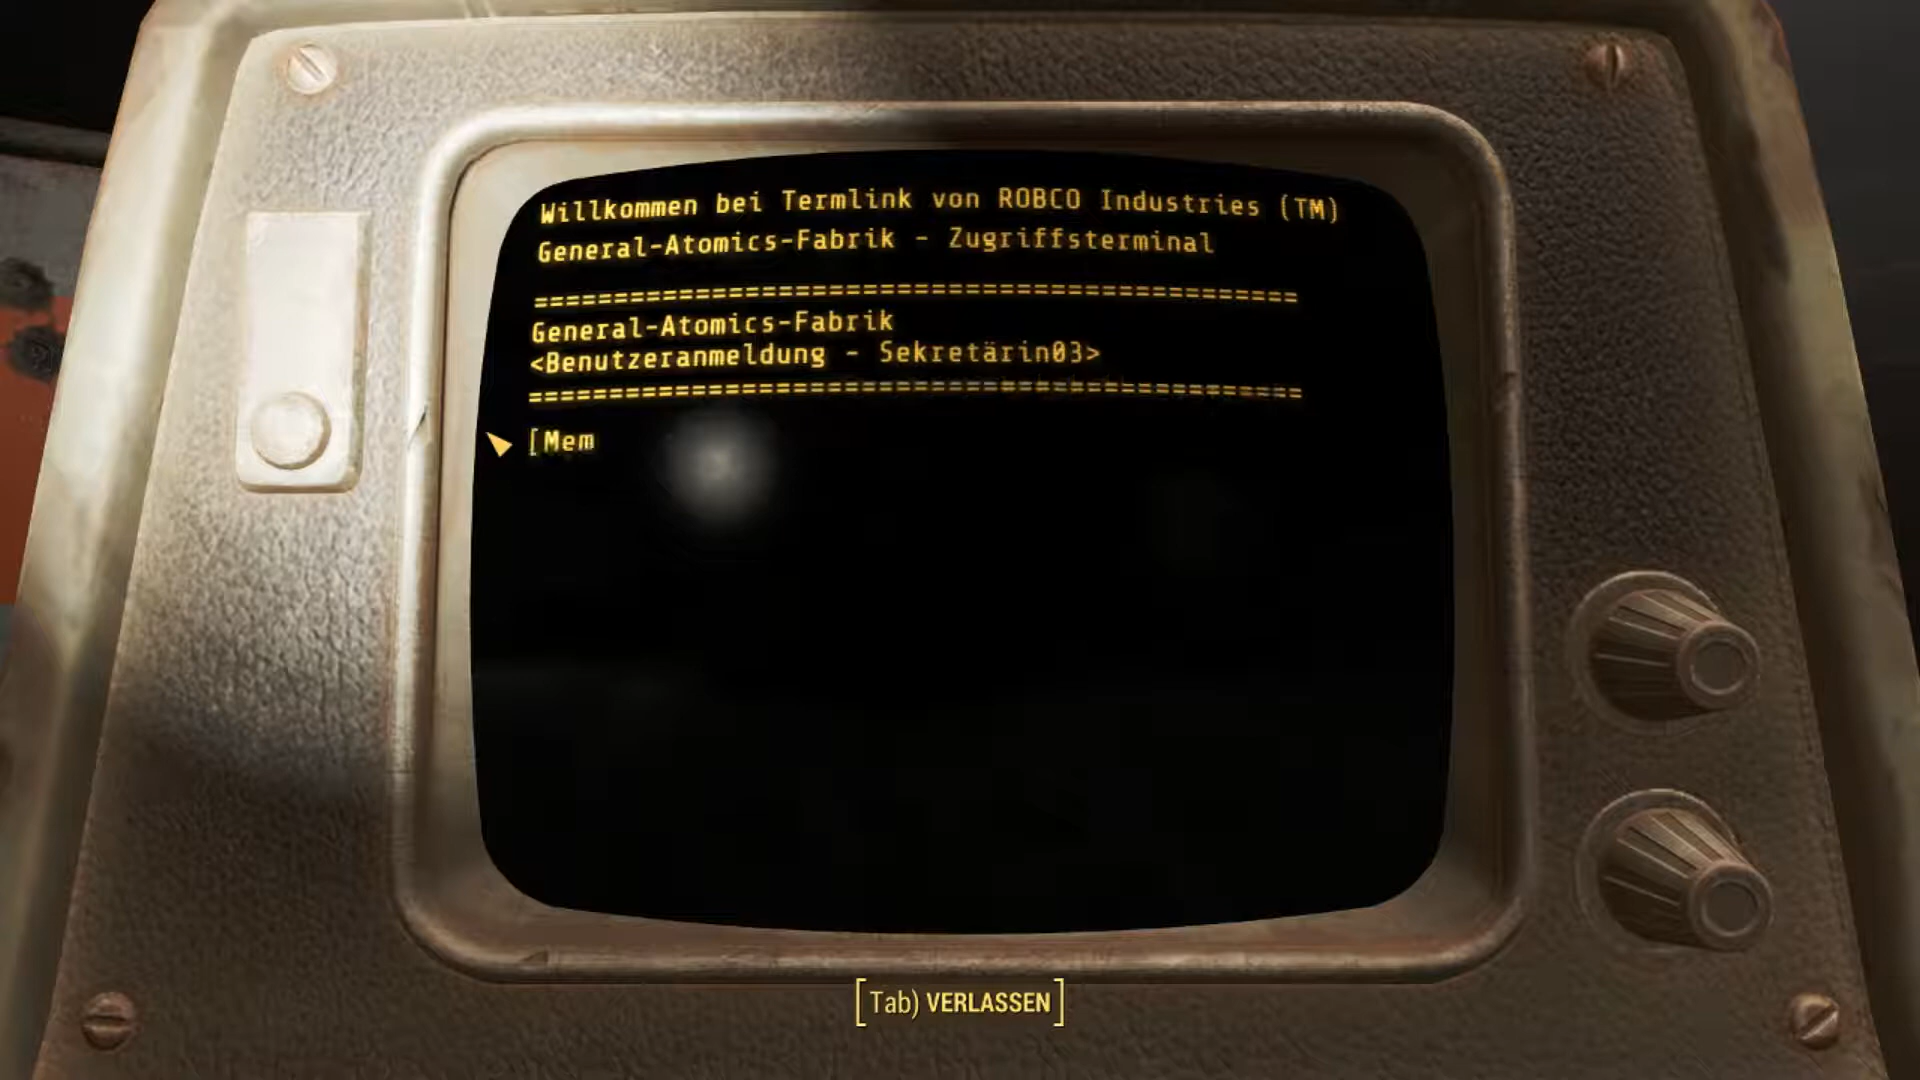 Willkommen bei Termlink von ROBCO Industries (TM)
General-Atomics-Fabrik - Zugriffsterminal
================================================
General-Atomics-Fabrik
<Benutzeranmeldung - Sekretärin03>
================================================
[Mem
[Tab) VERLASSEN]